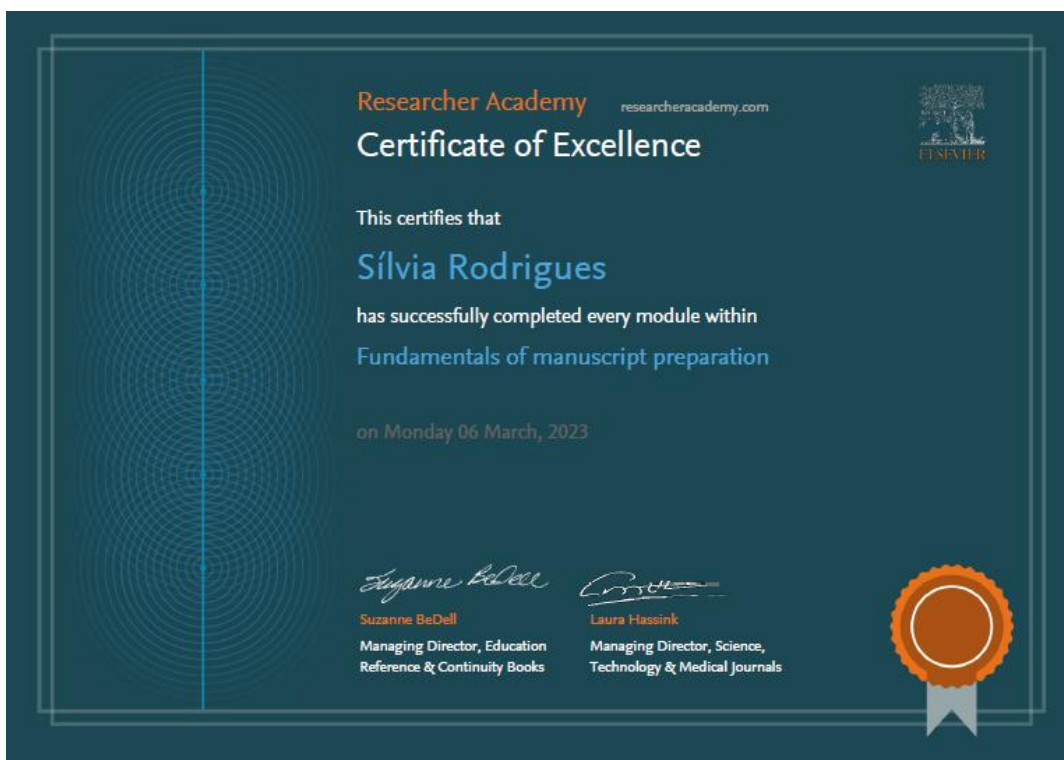 Researcher Academy researcheracademy.com
Certificate of Excellence
ELSEVIER
This certifies that
Sílvia Rodrigues
has successfully completed every module within
Fundamentals of manuscript preparation
on Monday 06 March, 2023
Suzanne BeDell
Suzanne BeDell
Managing Director, Education
Reference & Continuity Books
Laura Hassink
Managing Director, Science,
Technology & Medical Journals